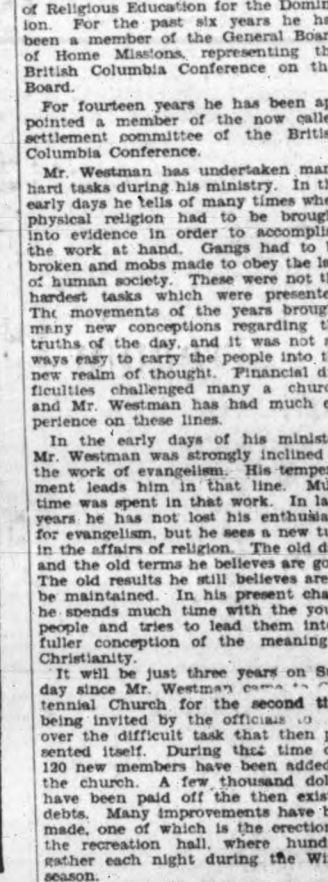 of Religious Education for the Domin
ion. For the past six years he ha
been a member of the General Boar
of Home Missions, representing th
British Columbia Conference on th
Board.
For fourteen years he has been ap
pointed a member of the now calle
settlement committee of the Britis
Columbia Conference.
Mr. Westman has undertaken man
hard tasks during his ministry. In th
early days he tells of many times whe
physical religion had to be brough
into evidence in order to accomplis
the work at hand. Gangs had to b
broken and mobs made to obey the la
of human society. These were not th
hardest tasks which were presente
The movements of the years broug
many new conceptions regarding t
truths of the day, and it was not a
ways easy to carry the people into t
new realm of thought. Financial di
ficulties challenged many a churc
and Mr. Westman has had much e
perience on these lines.
In the early days of his minist
Mr. Westman was strongly inclined
the work of evangelism. His tempe
ment leads him in that line. Mu
time was spent in that work. In la
years he has not lost his enthusia
for evangelism, but he sees a new tu
in the affairs of religion. The old d
and the old terms he believes are go
The old results he still believes are
be maintained. In his present cha
he spends much time with the you
people and tries to lead them int
fuller conception of the meaning
Christianity.
It will be just three years on Su
day since Mr. Westman came to C
tennial Church for the second ti
being invited by the officials to
over the difficult task that then p
sented itself. During that time o
120 new members have been added
the church. A few thousand dol
have been paid off the then exis
debts. Many improvements have b
made, one of which is the erection
the recreation hall, where hund
gather each night during the Wi
season.